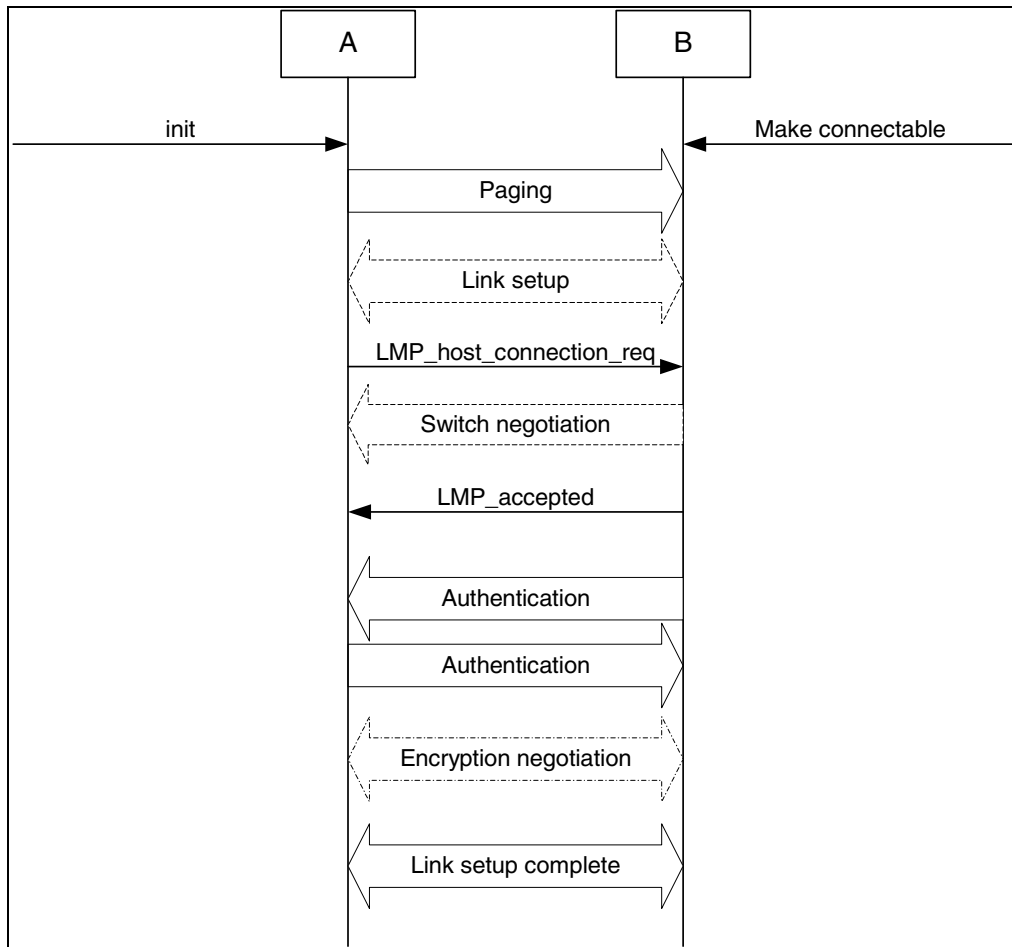 A
B
init
Make connectable
Paging
Link setup
LMP_host_connection_req
Switch negotiation
LMP_accepted
Authentication
Authentication
Encryption negotiation
Link setup complete